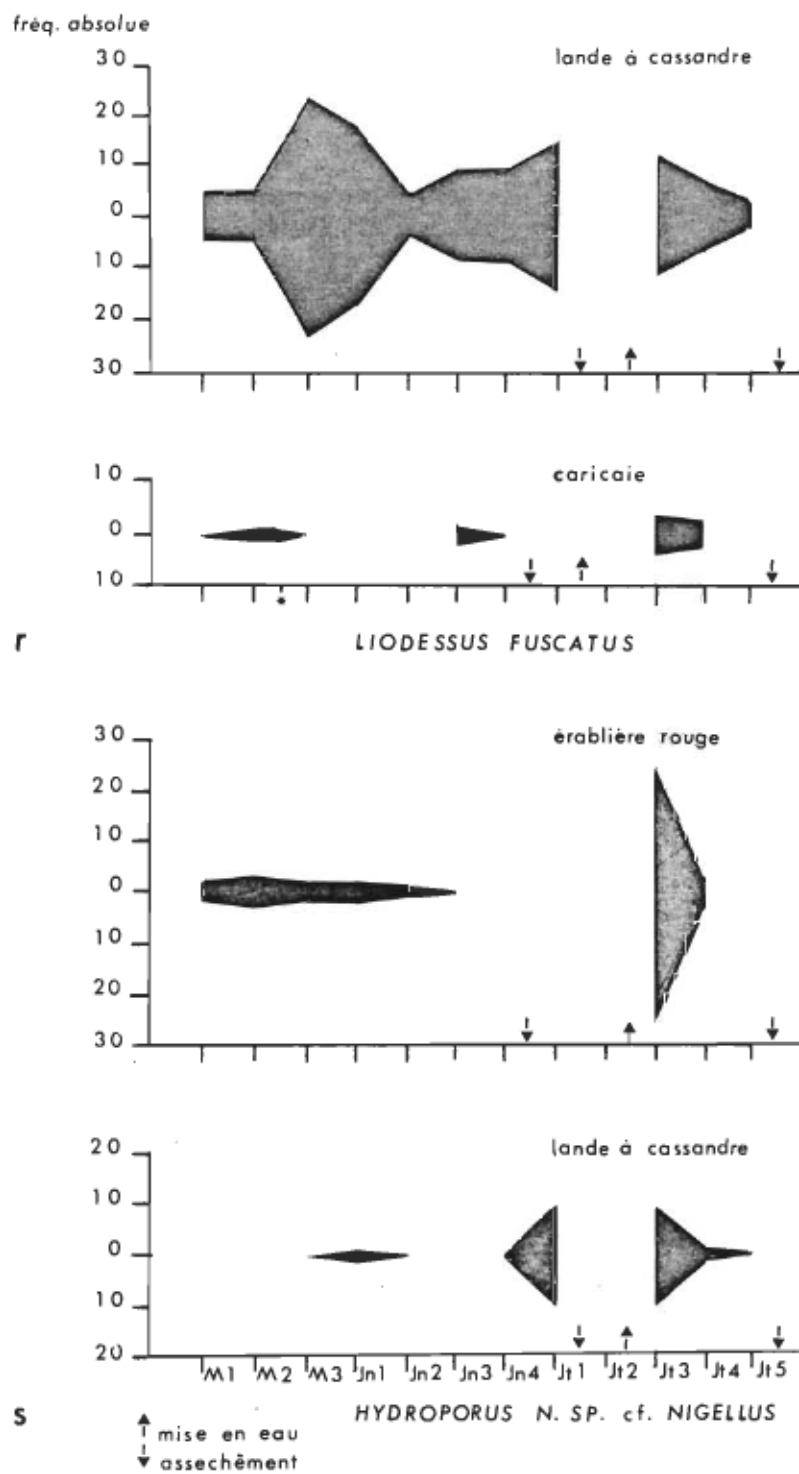 fréq. absolue
lande à cassandre
30
20
10
0
10
20
30
caricaie
10
0
10
*
r
LIODESSUS FUSCATUS
érablière rouge
30
20
10
0
10
20
30
lande à cassandre
20
10
0
10
20
M1 M2 M3 Jn1 Jn2 Jn3 Jn4 Jt1 Jt2 Jt3 Jt4 Jt5
s
HYDROPORUS N. SP. cf. NIGELLUS
mise en eau
assechêment